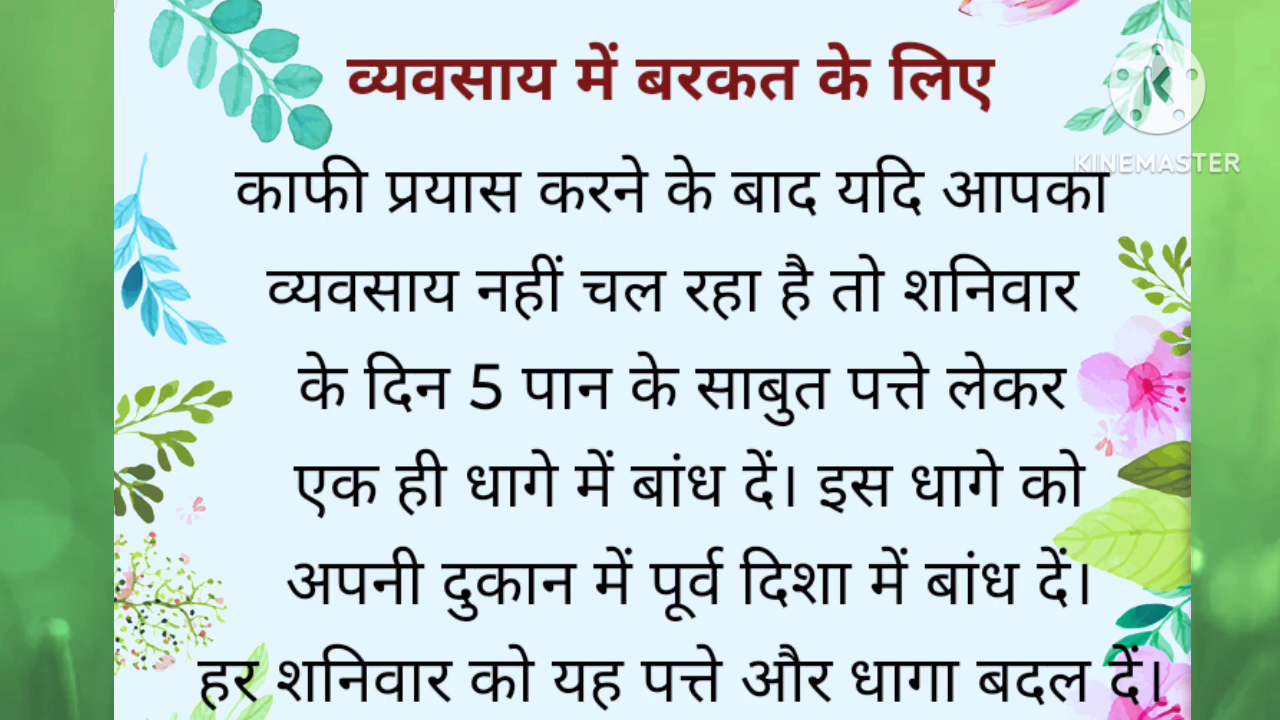 व्यवसाय में बरकत के लिए
काफी प्रयास करने के बाद यदि आपका
व्यवसाय नहीं चल रहा है तो शनिवार
के दिन 5 पान के साबुत पत्ते लेकर
एक ही धागे में बांध दें। इस धागे को
अपनी दुकान में पूर्व दिशा में बांध दें।
हर शनिवार को यह पत्ते और धागा बदल दें।
KINEMASTER